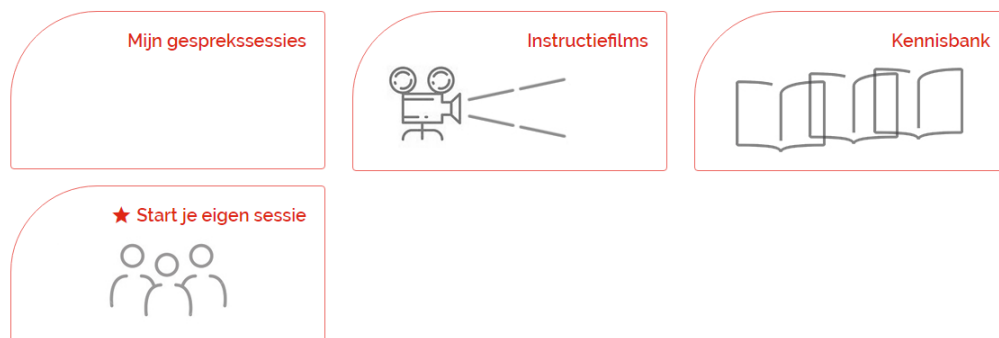 Mijn gesprekssessies
Instructiefilms
Kennisbank
★ Start je eigen sessie